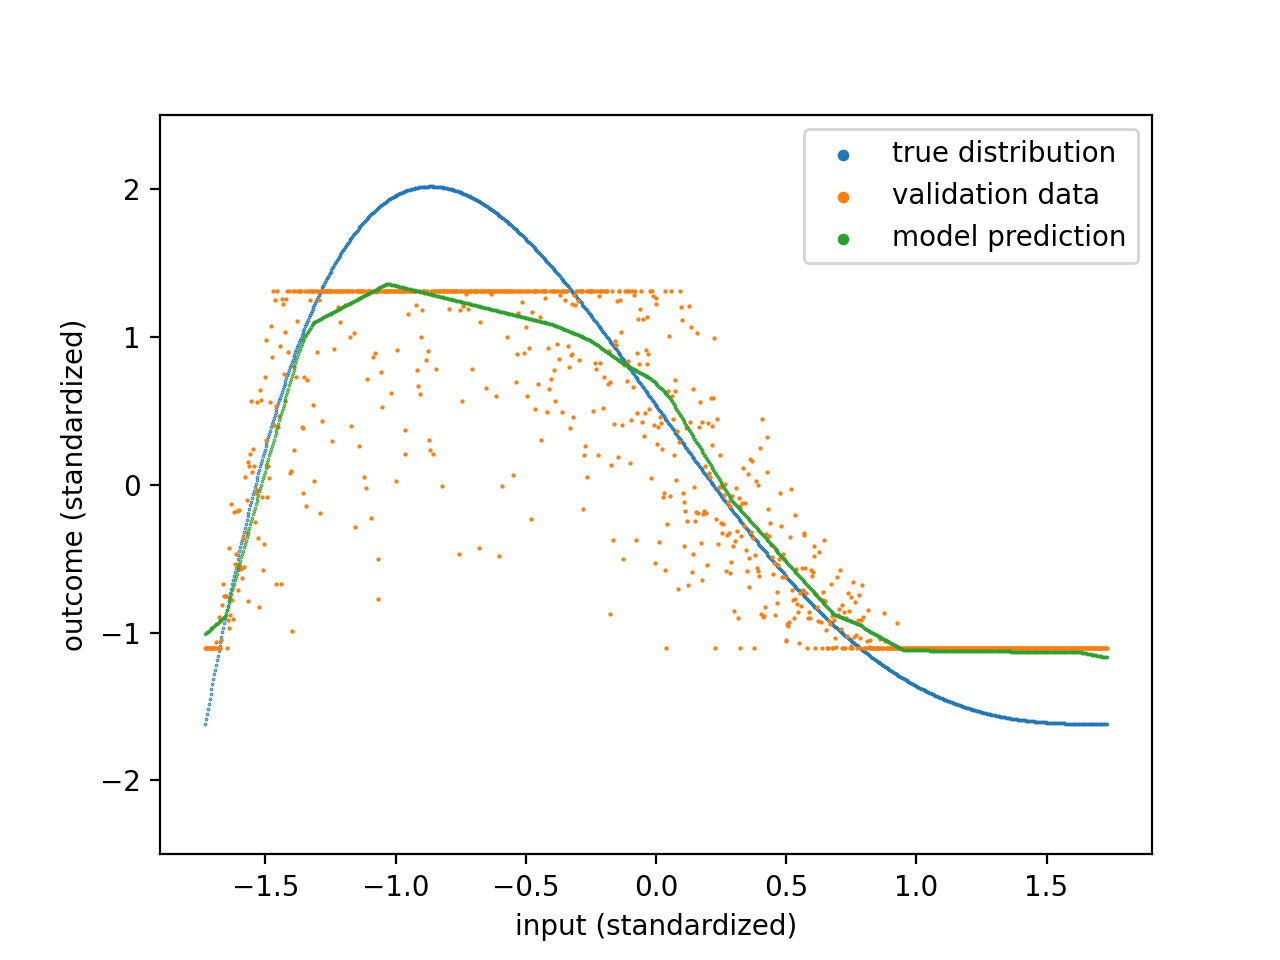 true distribution
validation data
model prediction
outcome (standardized)
2
1
0
−1
−2
−1.5 −1.0 −0.5 0.0 0.5 1.0 1.5
input (standardized)